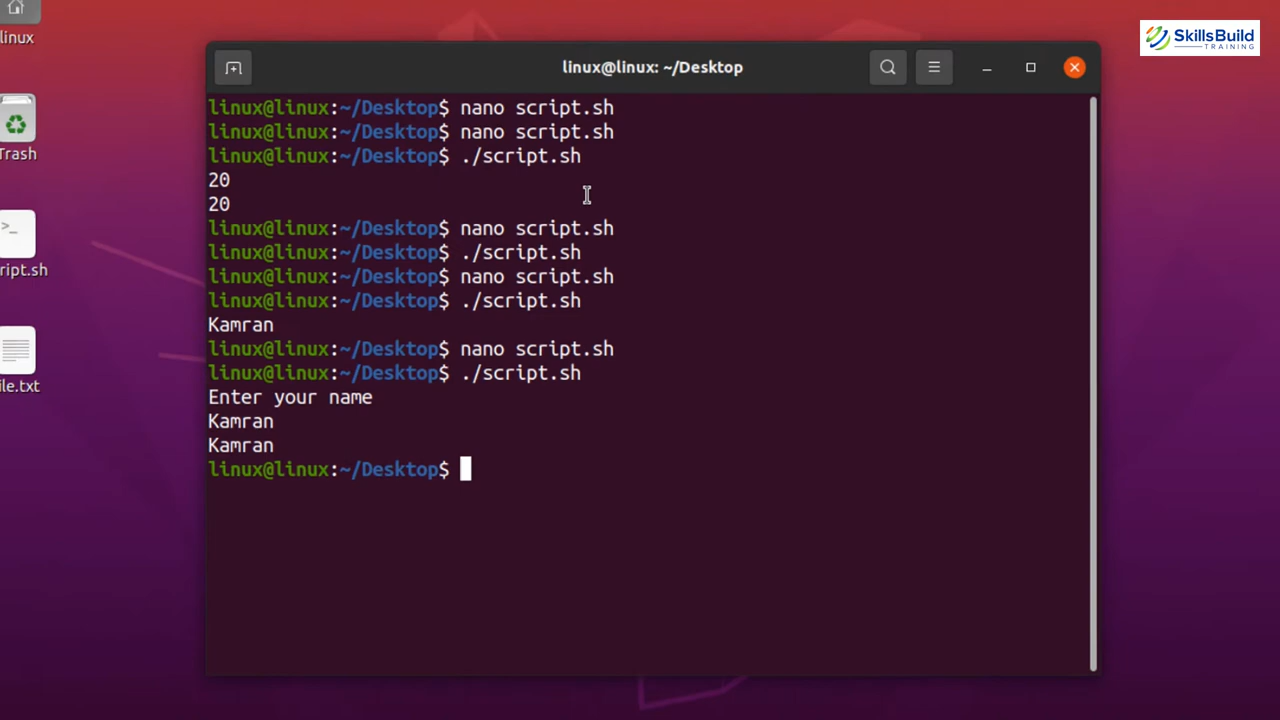 linux
Trash
ript.sh
ile.txt
SkillsBuild
TRAINING
linux@linux: ~/Desktop
linux@linux:~/Desktop$ nano script.sh
linux@linux:~/Desktop$ nano script.sh
linux@linux:~/Desktop$ ./script.sh
20
20
linux@linux:~/Desktop$ nano script.sh
linux@linux:~/Desktop$ ./script.sh
linux@linux:~/Desktop$ nano script.sh
linux@linux:~/Desktop$ ./script.sh
Kamran
linux@linux:~/Desktop$ nano script.sh
linux@linux:~/Desktop$ ./script.sh
Enter your name
Kamran
Kamran
linux@linux:~/Desktop$